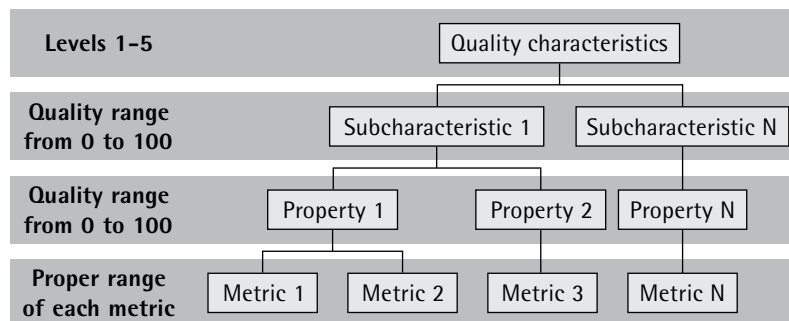 Levels 1-5
Quality characteristics
Quality range
from 0 to 100
Subcharacteristic 1
Subcharacteristic N
Quality range
from 0 to 100
Property 1
Property 2
Property N
Proper range
of each metric
Metric 1
Metric 2
Metric 3
Metric N